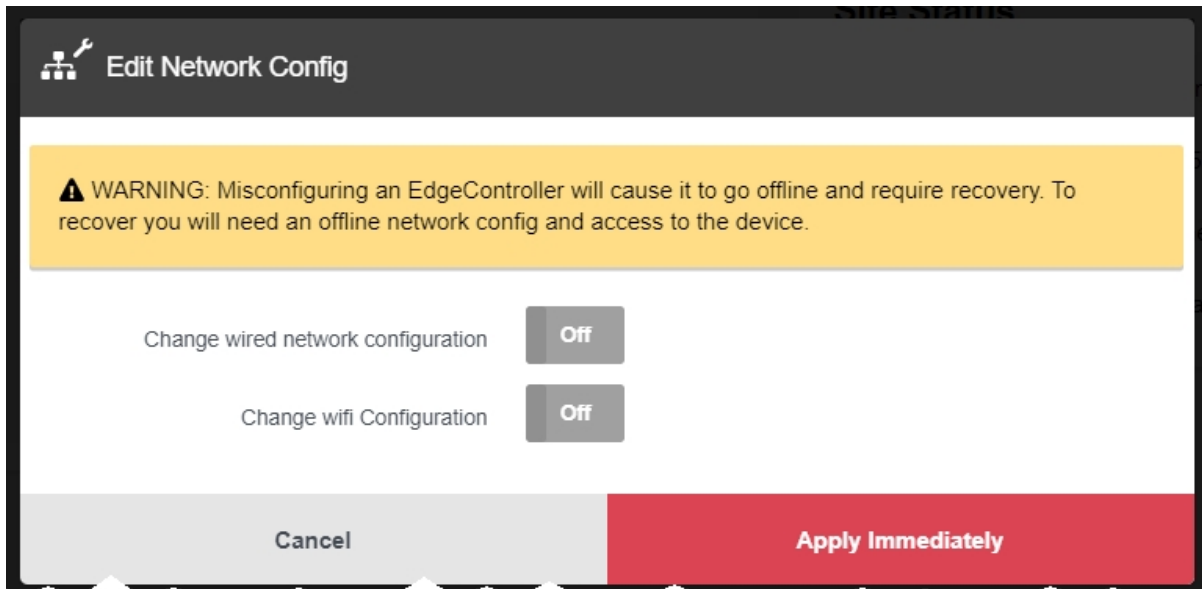 Site Status
Edit Network Config
WARNING: Misconfiguring an EdgeController will cause it to go offline and require recovery. To
recover you will need an offline network config and access to the device.
Change wired network configuration
Off
Change wifi Configuration
Off
Cancel
Apply Immediately